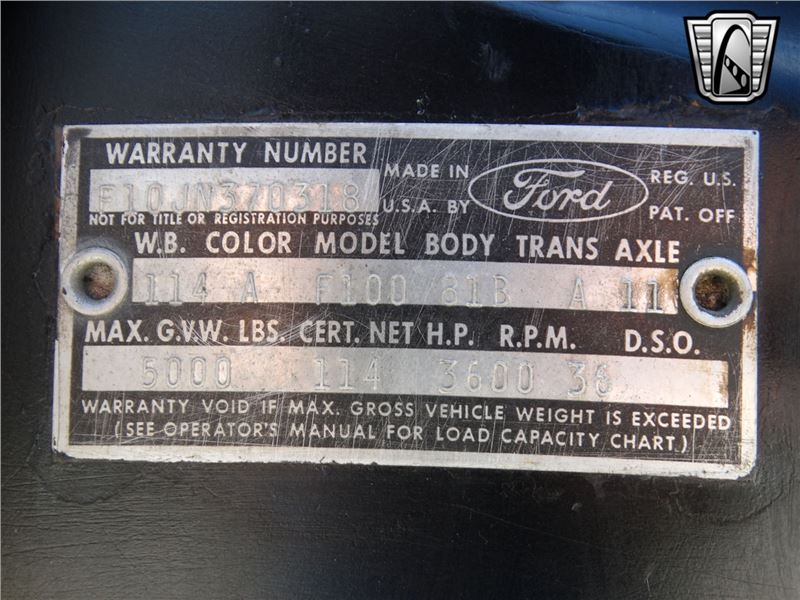 WARRANTY NUMBER
F10JN370318
NOT FOR TITLE OR REGISTRATION PURPOSES
MADE IN
U.S.A. BY
Ford
REG. U.S.
PAT. OFF
W.B. COLOR MODEL BODY TRANS AXLE
114 A F100 81B A 11
MAX. G.V.W. LBS. CERT. NET H.P. R.P.M. D.S.O.
5000 114 3600 36
WARRANTY VOID IF MAX. GROSS VEHICLE WEIGHT IS EXCEEDED
(SEE OPERATOR'S MANUAL FOR LOAD CAPACITY CHART.)